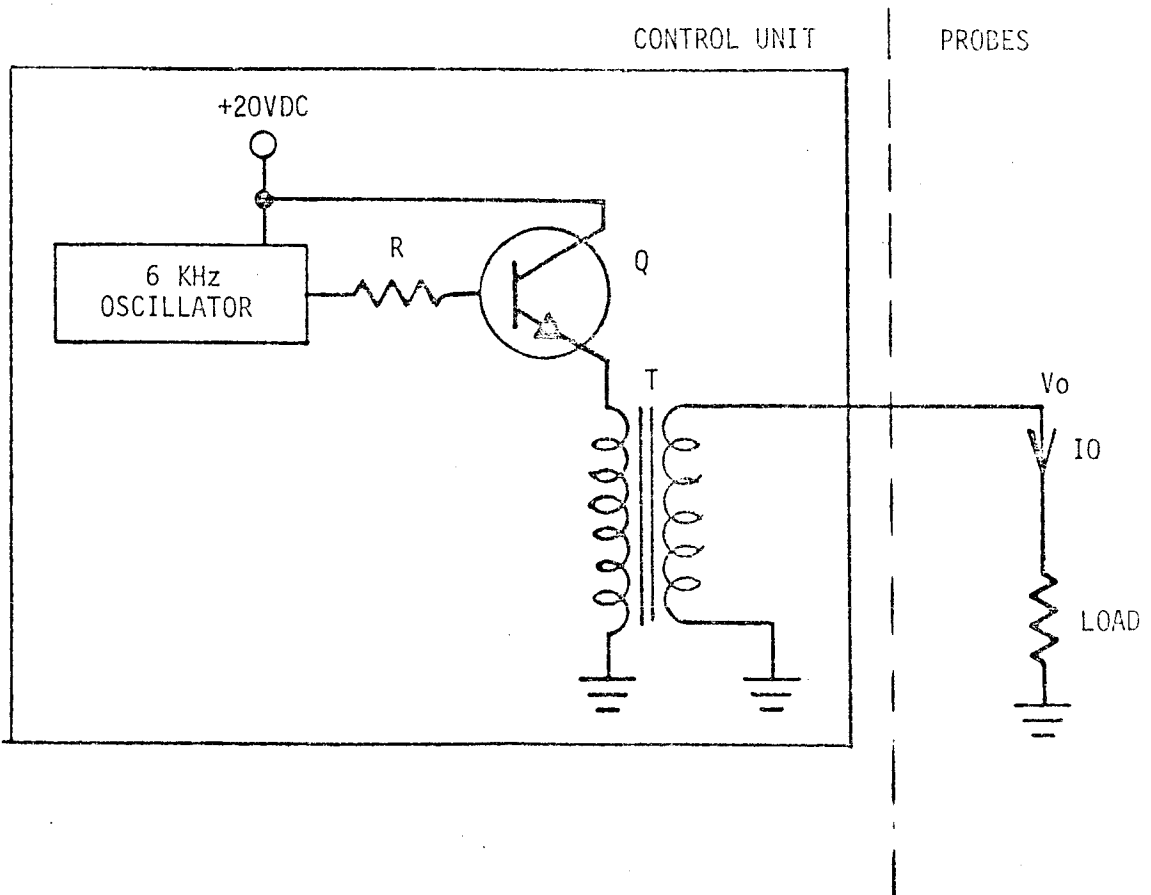 CONTROL UNIT
PROBES
+20VDC
R
Q
6 KHz
OSCILLATOR
T
Vo
IO
LOAD